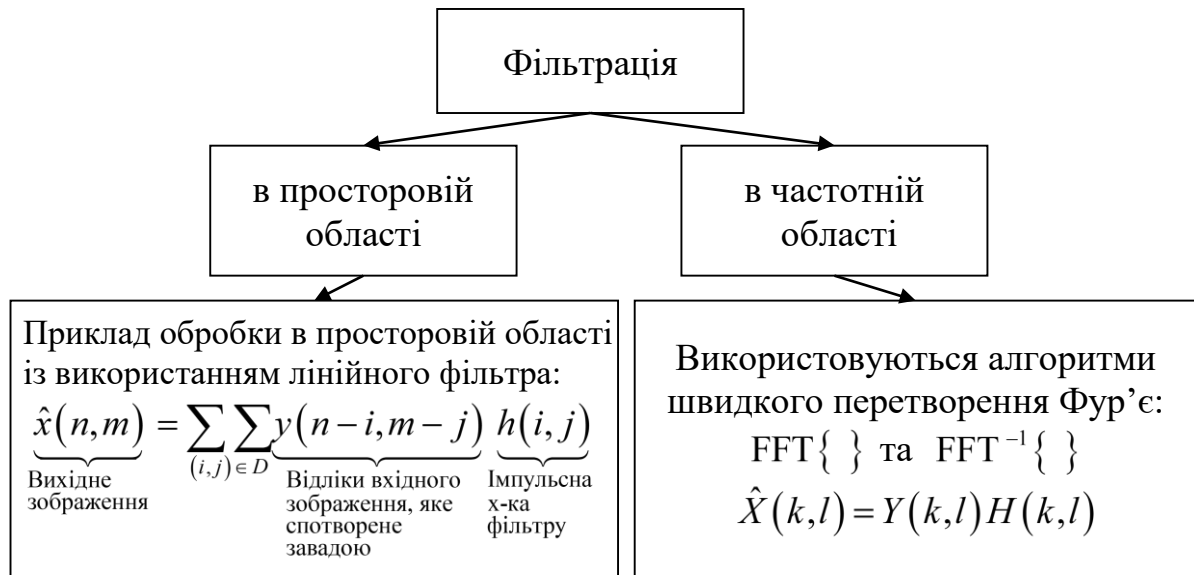 Фільтрація
в просторовій
області
в частотній
області
Приклад обробки в просторовій області
із використанням лінійного фільтра:
x̂(n,m) = ∑∑ y(n−i,m−j) h(i,j)
(i,j)∈D
Вихідне
зображення
Відліки вхідного
зображення, яке
спотворене
завадою
Імпульсна
х-ка
фільтру
Використовуються алгоритми
швидкого перетворення Фур’є:
FFT{ } та FFT⁻¹{ }
X̂(k,l)=Y(k,l)H(k,l)